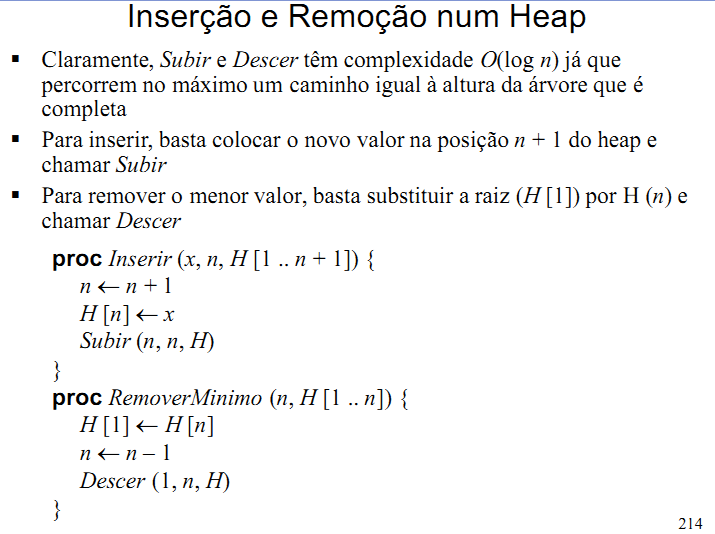 Inserção e Remoção num Heap
▪ Claramente, Subir e Descer têm complexidade O(log n) já que
percorrem no máximo um caminho igual à altura da árvore que é
completa
▪ Para inserir, basta colocar o novo valor na posição n + 1 do heap e
chamar Subir
▪ Para remover o menor valor, basta substituir a raiz (H [1]) por H (n) e
chamar Descer
proc Inserir (x, n, H [1 .. n + 1]) {
n ← n + 1
H [n] ← x
Subir (n, n, H)
}
proc RemoverMinimo (n, H [1 .. n]) {
H [1] ← H [n]
n ← n – 1
Descer (1, n, H)
}
214